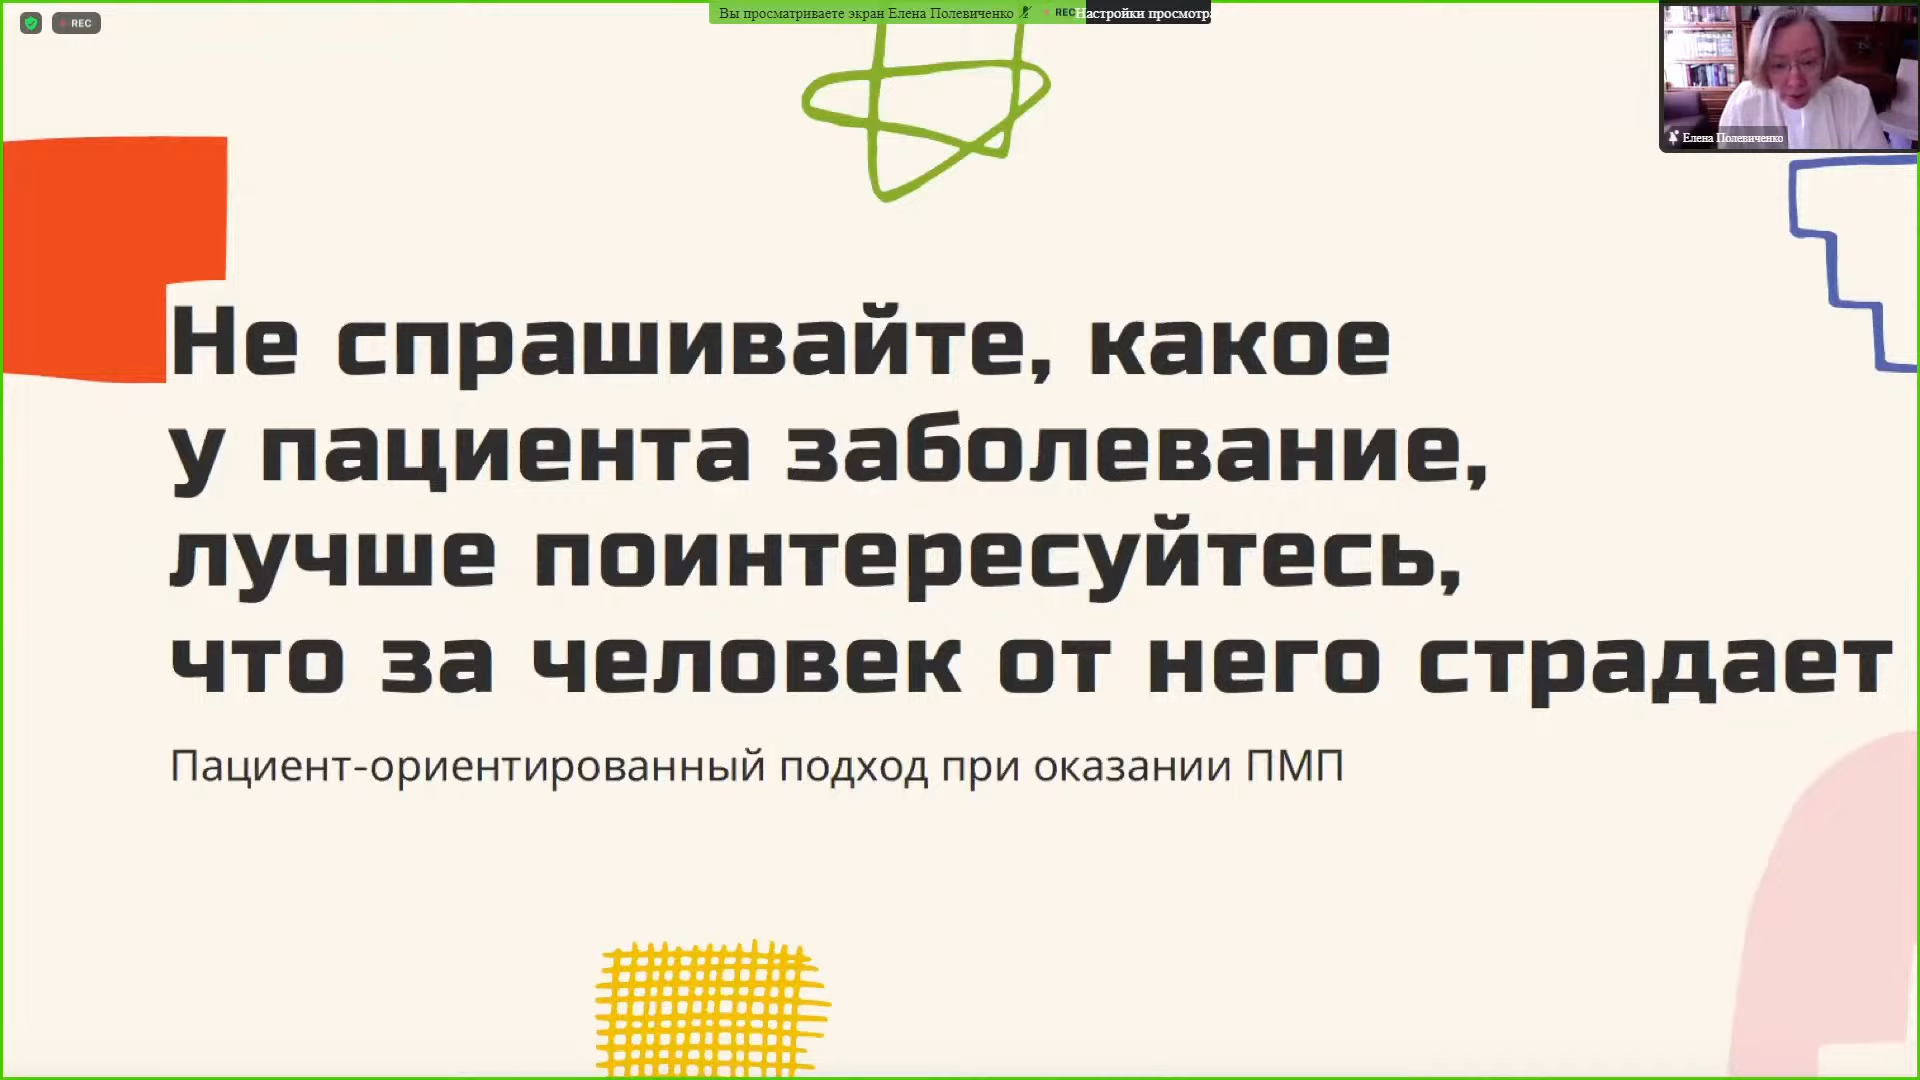 REC
Вы просматриваете экран Елена Полевиченко
REC
Настройки просмотра
Елена Полевиченко
Не спрашивайте, какое
у пациента заболевание,
лучше поинтересуйтесь,
что за человек от него страдает
Пациент-ориентированный подход при оказании ПМП